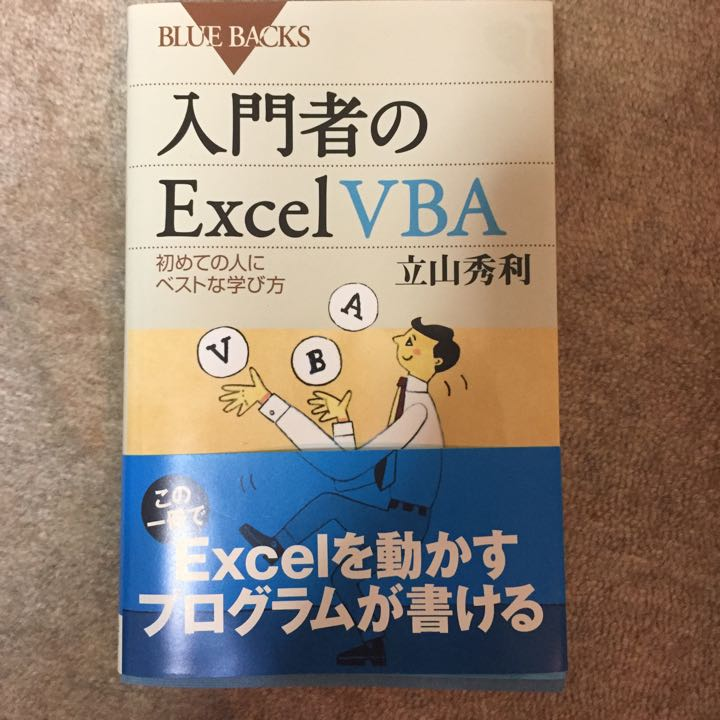 BLUE BACKS
入門者の
Excel VBA
初めての人に
ベストな学び方
立山秀利
V
B
A
この
一冊で
Excelを動かす
プログラムが書ける